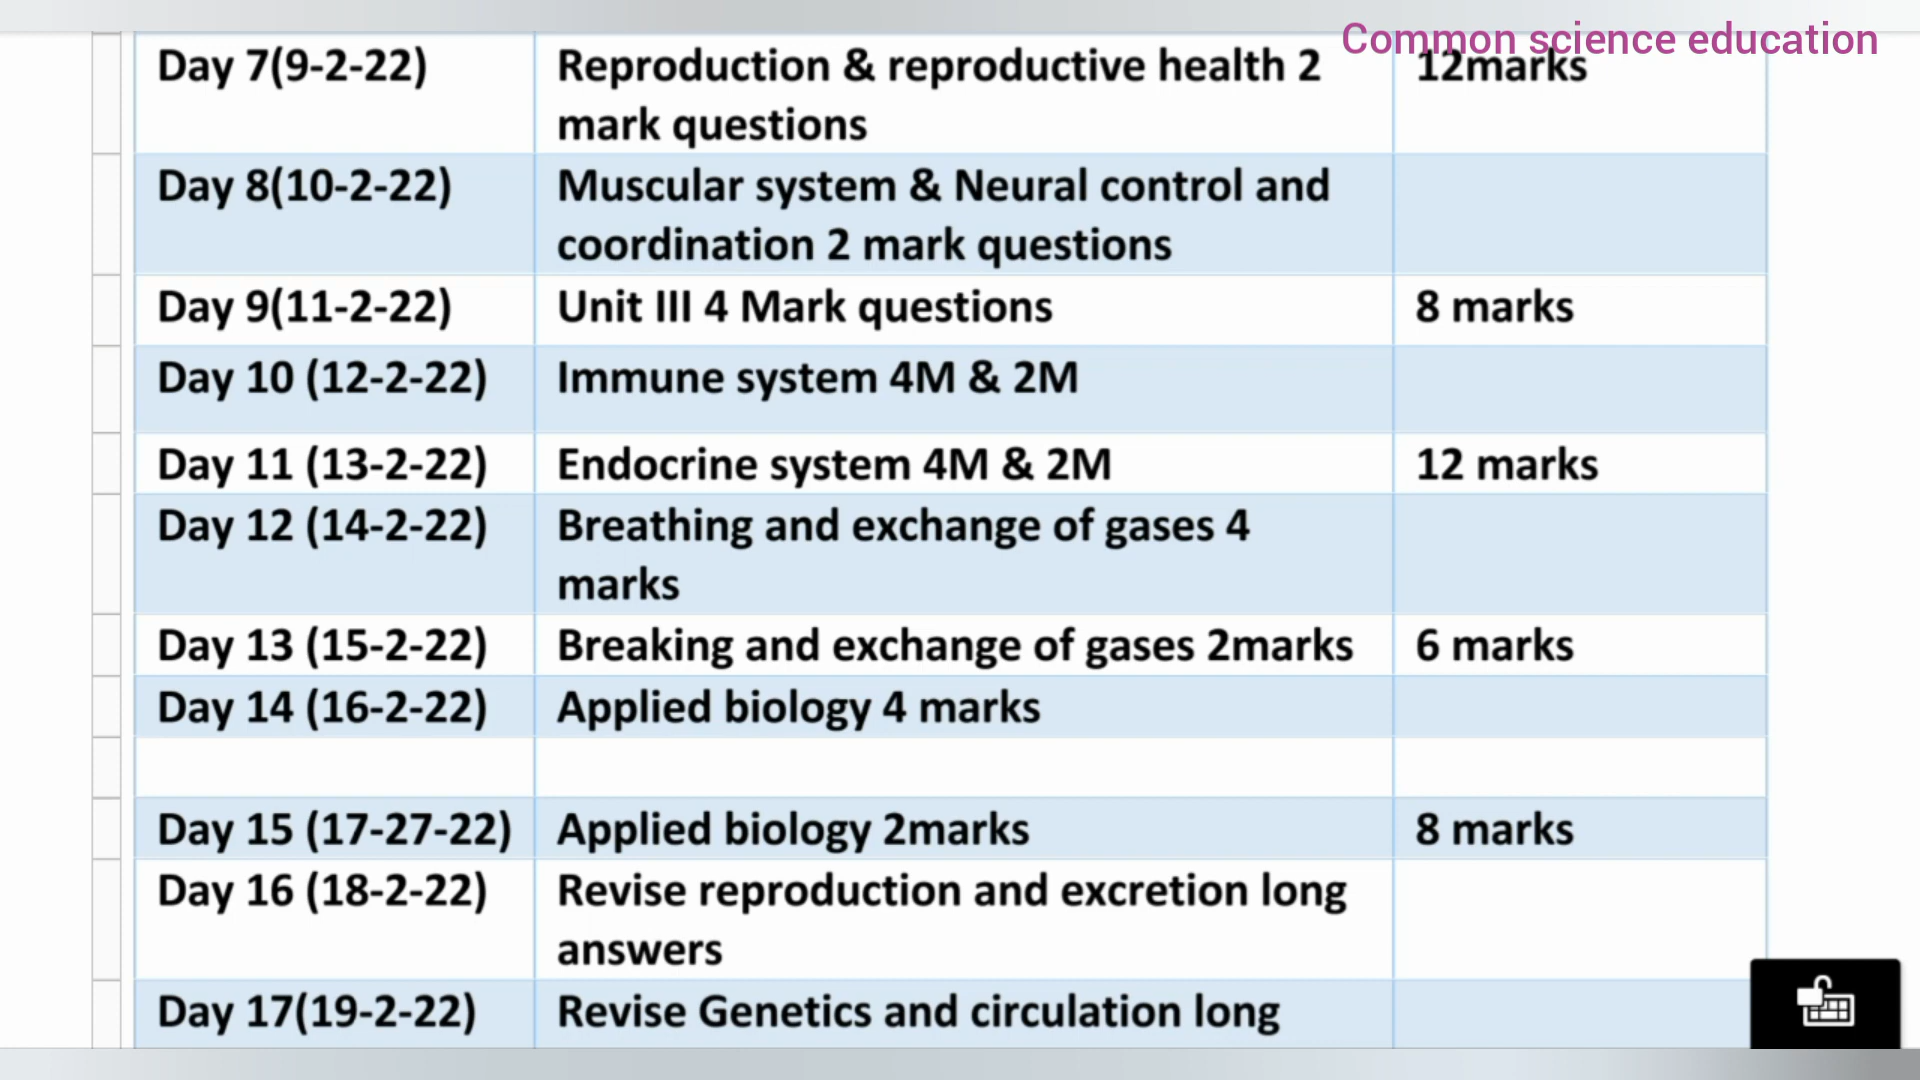 Common science education
Day 7(9-2-22) Reproduction & reproductive health 2 12marks
mark questions
Day 8(10-2-22) Muscular system & Neural control and
coordination 2 mark questions
Day 9(11-2-22) Unit III 4 Mark questions 8 marks
Day 10 (12-2-22) Immune system 4M & 2M
Day 11 (13-2-22) Endocrine system 4M & 2M 12 marks
Day 12 (14-2-22) Breathing and exchange of gases 4
marks
Day 13 (15-2-22) Breaking and exchange of gases 2marks 6 marks
Day 14 (16-2-22) Applied biology 4 marks
Day 15 (17-27-22) Applied biology 2marks 8 marks
Day 16 (18-2-22) Revise reproduction and excretion long
answers
Day 17(19-2-22) Revise Genetics and circulation long